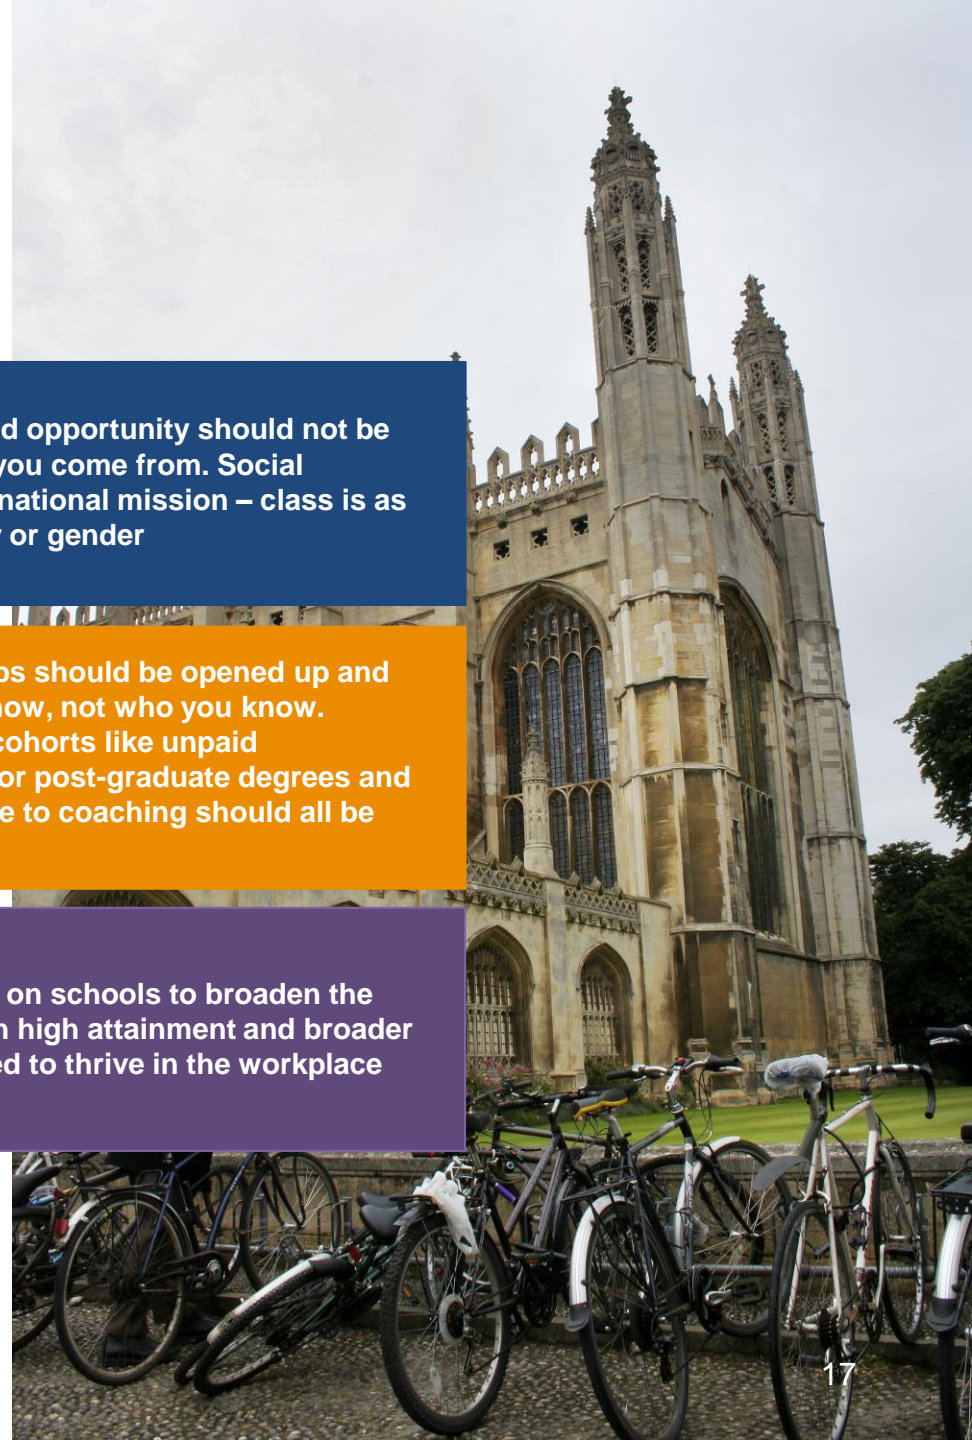 d opportunity should not be
you come from. Social
national mission – class is as
or gender
ps should be opened up and
now, not who you know.
cohorts like unpaid
or post-graduate degrees and
e to coaching should all be
on schools to broaden the
n high attainment and broader
ed to thrive in the workplace
17